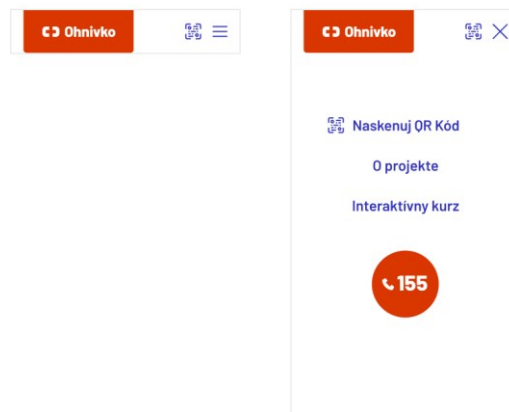 Ohnivko
Ohnivko
Naskenuj QR Kód
O projekte
Interaktívny kurz
155